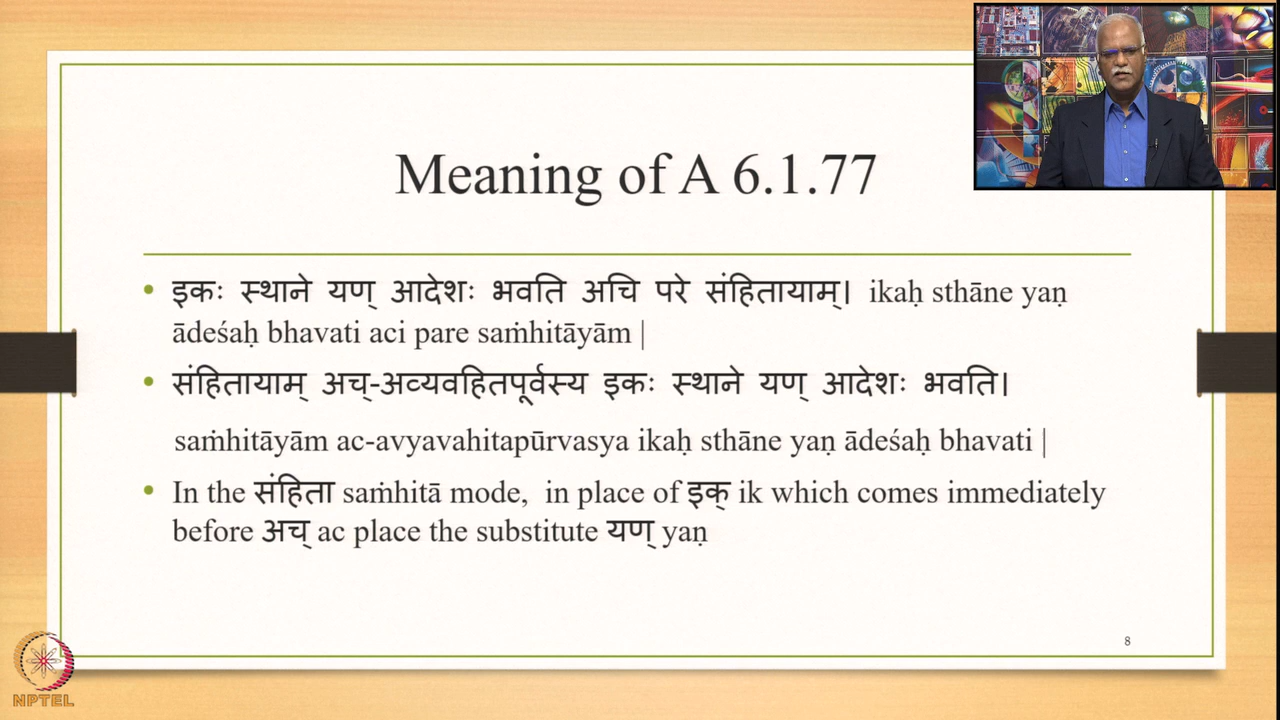 Meaning of A 6.1.77
• इकः स्थाने यण् आदेशः भवति अचि परे संहितायाम्। ikaḥ sthāne yaṇ
ādeśaḥ bhavati aci pare saṁhitāyām |
• संहितायाम् अच्-अव्यवहितपूर्वस्य इकः स्थाने यण् आदेशः भवति।
saṁhitāyām ac-avyavahitapūrvasya ikaḥ sthāne yaṇ ādeśaḥ bhavati |
• In the संहिता saṁhitā mode, in place of इक् ik which comes immediately
before अच् ac place the substitute यण् yaṇ
8
NPTEL